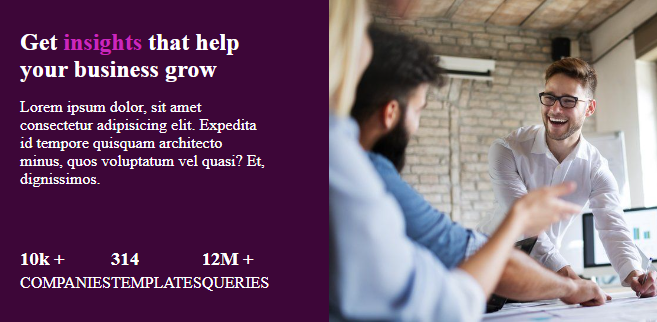 Get insights that help
your business grow
Lorem ipsum dolor, sit amet
consectetur adipisicing elit. Expedita
id tempore quisquam architecto
minus, quos voluptatum vel quasi? Et,
dignissimos.
10k + 314 12M +
COMPANIESTEMPLATESQUERIES